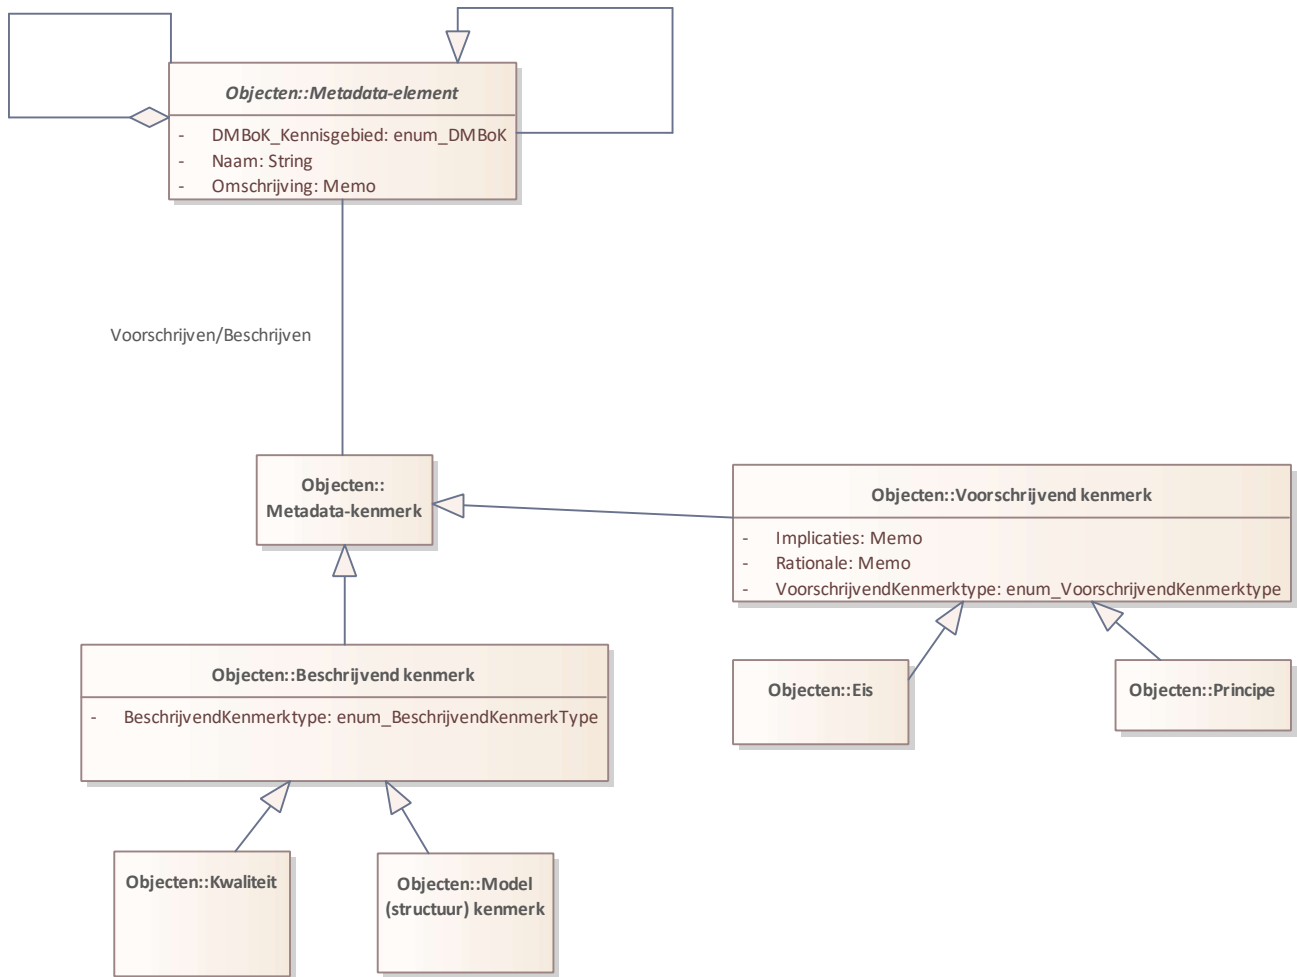 Objecten::Metadata-element
- DMBoK_Kennisgebied: enum_DMBoK
- Naam: String
- Omschrijving: Memo
Voorschrijven/Beschrijven
Objecten::
Metadata-kenmerk
Objecten::Voorschrijvend kenmerk
- Implicaties: Memo
- Rationale: Memo
- VoorschrijvendKenmerktype: enum_VoorschrijvendKenmerktype
Objecten::Beschrijvend kenmerk
- BeschrijvendKenmerktype: enum_BeschrijvendKenmerkType
Objecten::Eis
Objecten::Principe
Objecten::Kwaliteit
Objecten::Model
(structuur) kenmerk